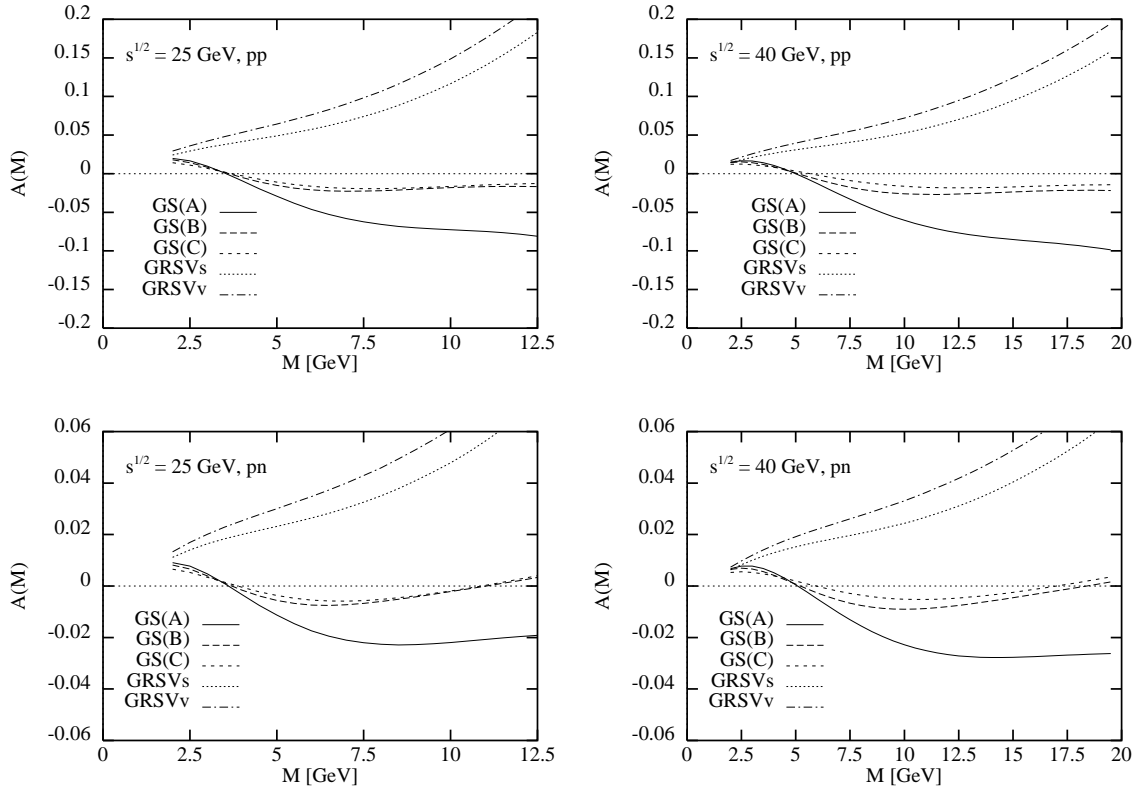 0.2
0.15
0.1
0.05
0
-0.05
-0.1
-0.15
-0.2
A(M)
s^{1/2} = 25 GeV, pp
GS(A)
GS(B)
GS(C)
GRSVs
GRSVv
0 2.5 5 7.5 10 12.5
M [GeV]
0.2
0.15
0.1
0.05
0
-0.05
-0.1
-0.15
-0.2
A(M)
s^{1/2} = 40 GeV, pp
GS(A)
GS(B)
GS(C)
GRSVs
GRSVv
0 2.5 5 7.5 10 12.5 15 17.5 20
M [GeV]
0.06
0.04
0.02
0
-0.02
-0.04
-0.06
A(M)
s^{1/2} = 25 GeV, pn
GS(A)
GS(B)
GS(C)
GRSVs
GRSVv
0 2.5 5 7.5 10 12.5
M [GeV]
0.06
0.04
0.02
0
-0.02
-0.04
-0.06
A(M)
s^{1/2} = 40 GeV, pn
GS(A)
GS(B)
GS(C)
GRSVs
GRSVv
0 2.5 5 7.5 10 12.5 15 17.5 20
M [GeV]